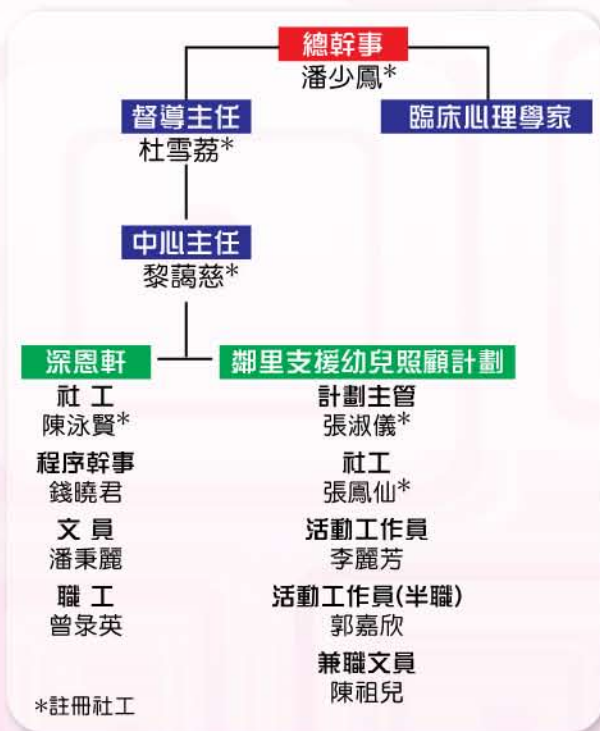 總幹事
潘少鳳*
督導主任
杜雪荔*
臨床心理學家
中心主任
黎藹慈*
深恩軒
社工
陳泳賢*
程序幹事
錢曉君
文員
潘秉麗
職工
曾彔英
鄰里支援幼兒照顧計劃
計劃主管
張淑儀*
社工
張鳳仙*
活動工作員
李麗芳
活動工作員(半職)
郭嘉欣
兼職文員
陳祖兒
*註冊社工